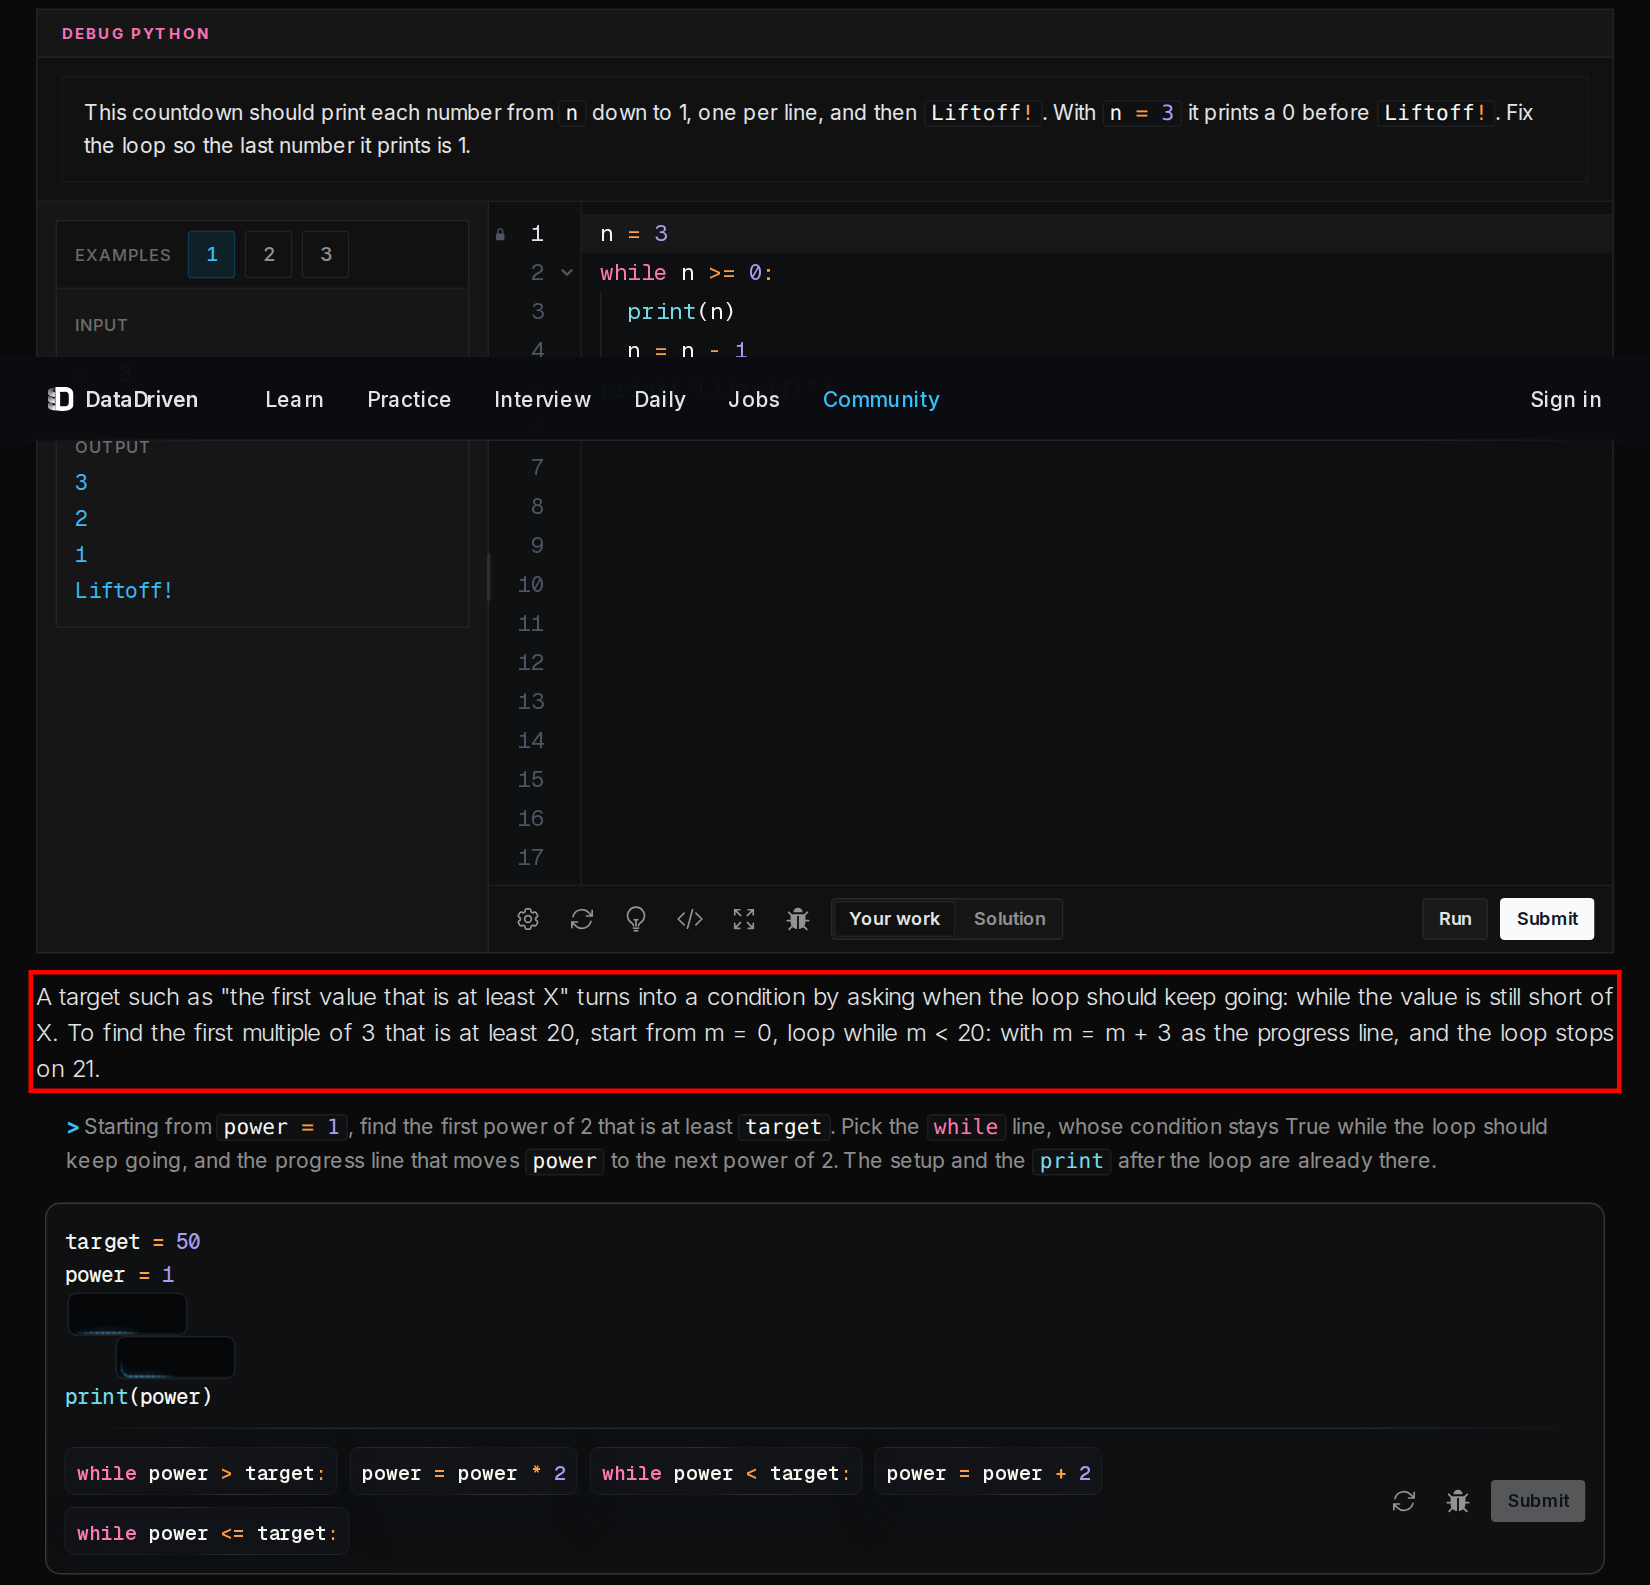 DEBUG PYTHON
This countdown should print each number from n down to 1, one per line, and then Liftoff!. With n = 3 it prints a 0 before Liftoff!. Fix
the loop so the last number it prints is 1.
EXAMPLES 1 2 3
INPUT
1 n = 3
2 while n >= 0:
3 print(n)
4 n = n - 1
DataDriven Learn Practice Interview Daily Jobs Community Sign in
OUTPUT
3
2
1
Liftoff!
7
8
9
10
11
12
13
14
15
16
17
Your work Solution Run Submit
A target such as "the first value that is at least X" turns into a condition by asking when the loop should keep going: while the value is still short of
X. To find the first multiple of 3 that is at least 20, start from m = 0, loop while m < 20: with m = m + 3 as the progress line, and the loop stops
on 21.
> Starting from power = 1, find the first power of 2 that is at least target. Pick the while line, whose condition stays True while the loop should
keep going, and the progress line that moves power to the next power of 2. The setup and the print after the loop are already there.
target = 50
power = 1
print(power)
while power > target: power = power * 2 while power < target: power = power + 2
while power <= target:
Submit